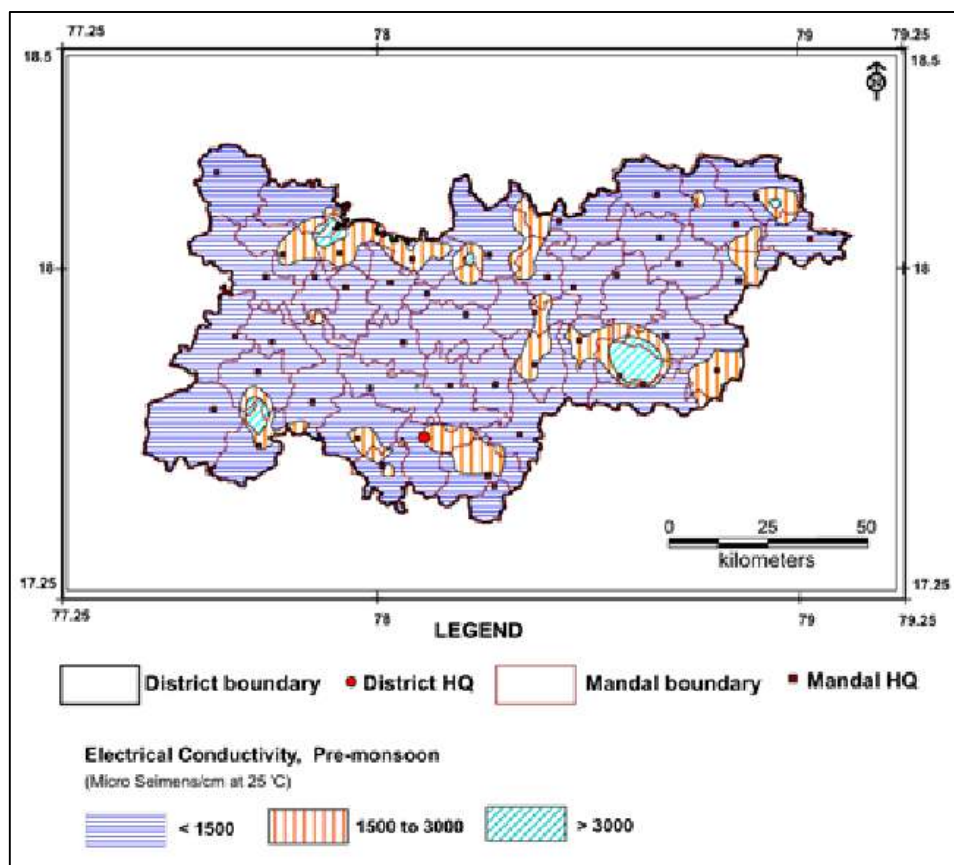 77.25 78 79 79.25
18.5 18.5
18 18
0 25 50
kilometers
17.25 17.25
77.25 78 79 79.25
LEGEND
District boundary District HQ Mandal boundary Mandal HQ
Electrical Conductivity, Pre-monsoon
(Micro Seimens/cm at 25 °C)
< 1500 1500 to 3000 > 3000